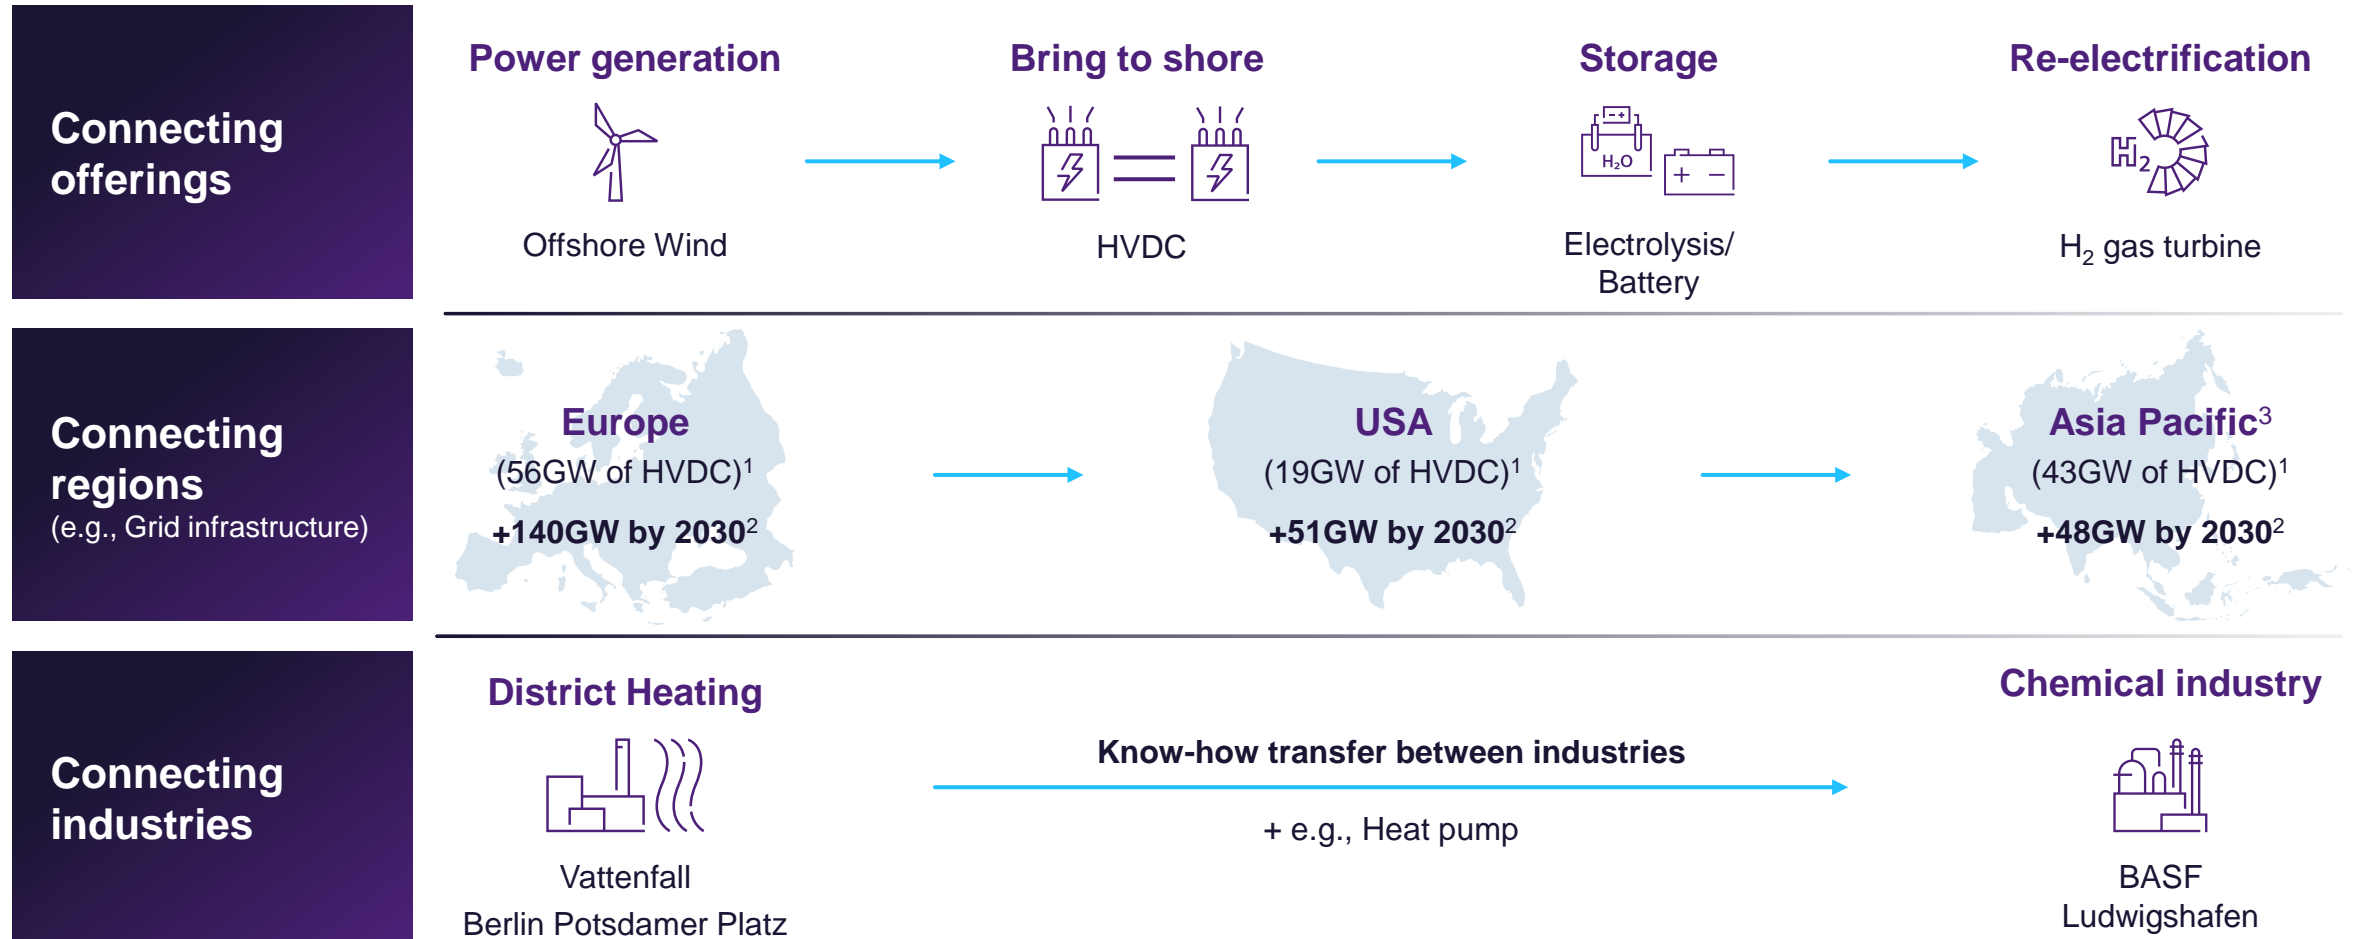 Connecting
offerings
Power generation
Offshore Wind
Bring to shore
HVDC
Storage
H₂O
- +
+ −
Electrolysis/
Battery
Re-electrification
H2
H₂ gas turbine
Connecting
regions
(e.g., Grid infrastructure)
Europe
(56GW of HVDC)¹
+140GW by 2030²
USA
(19GW of HVDC)¹
+51GW by 2030²
Asia Pacific³
(43GW of HVDC)¹
+48GW by 2030²
Connecting
industries
District Heating
Vattenfall
Berlin Potsdamer Platz
Know-how transfer between industries
+ e.g., Heat pump
Chemical industry
BASF
Ludwigshafen